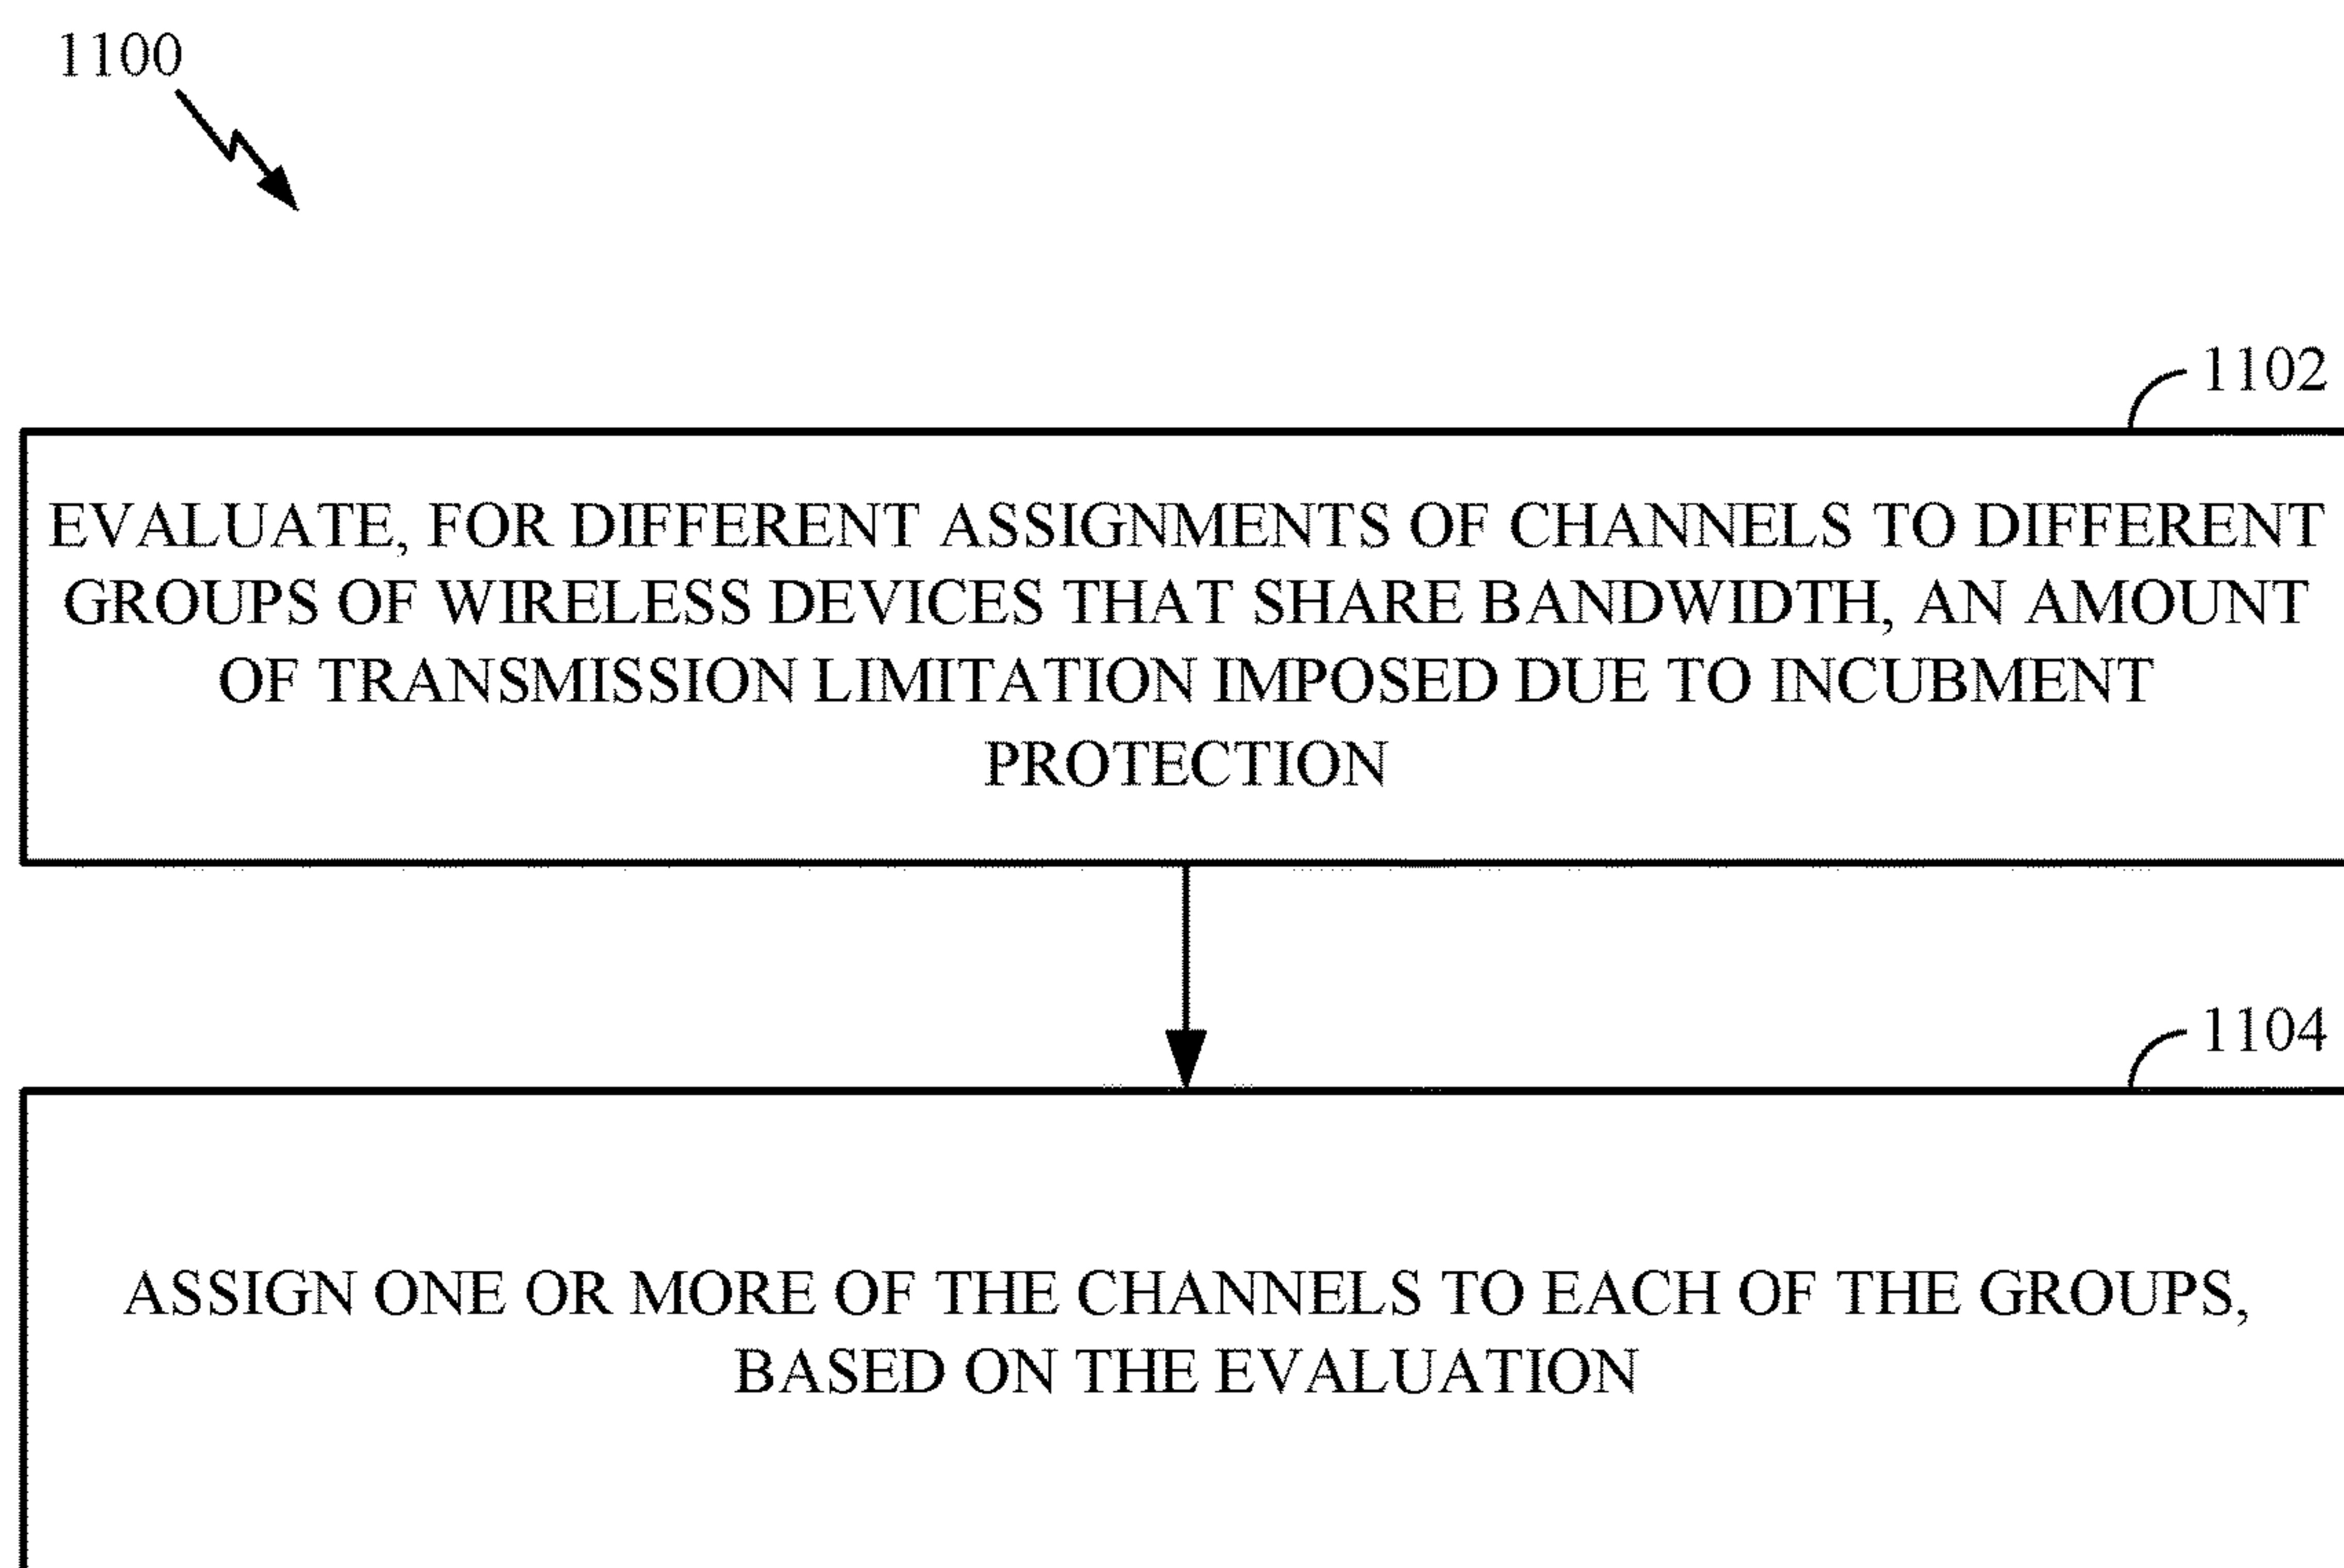 1100
1102
EVALUATE, FOR DIFFERENT ASSIGNMENTS OF CHANNELS TO DIFFERENT
GROUPS OF WIRELESS DEVICES THAT SHARE BANDWIDTH, AN AMOUNT
OF TRANSMISSION LIMITATION IMPOSED DUE TO INCUBMENT
PROTECTION
1104
ASSIGN ONE OR MORE OF THE CHANNELS TO EACH OF THE GROUPS,
BASED ON THE EVALUATION